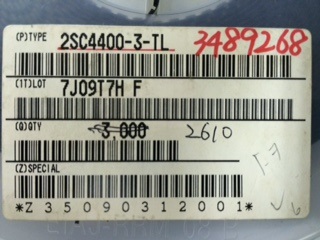 (P)TYPE 2SC4400-3-TL 3489268
(1T)LOT 7J09T7H F
(Q)QTY 3,000 2610
(Z)SPECIAL
*Z35090312001*